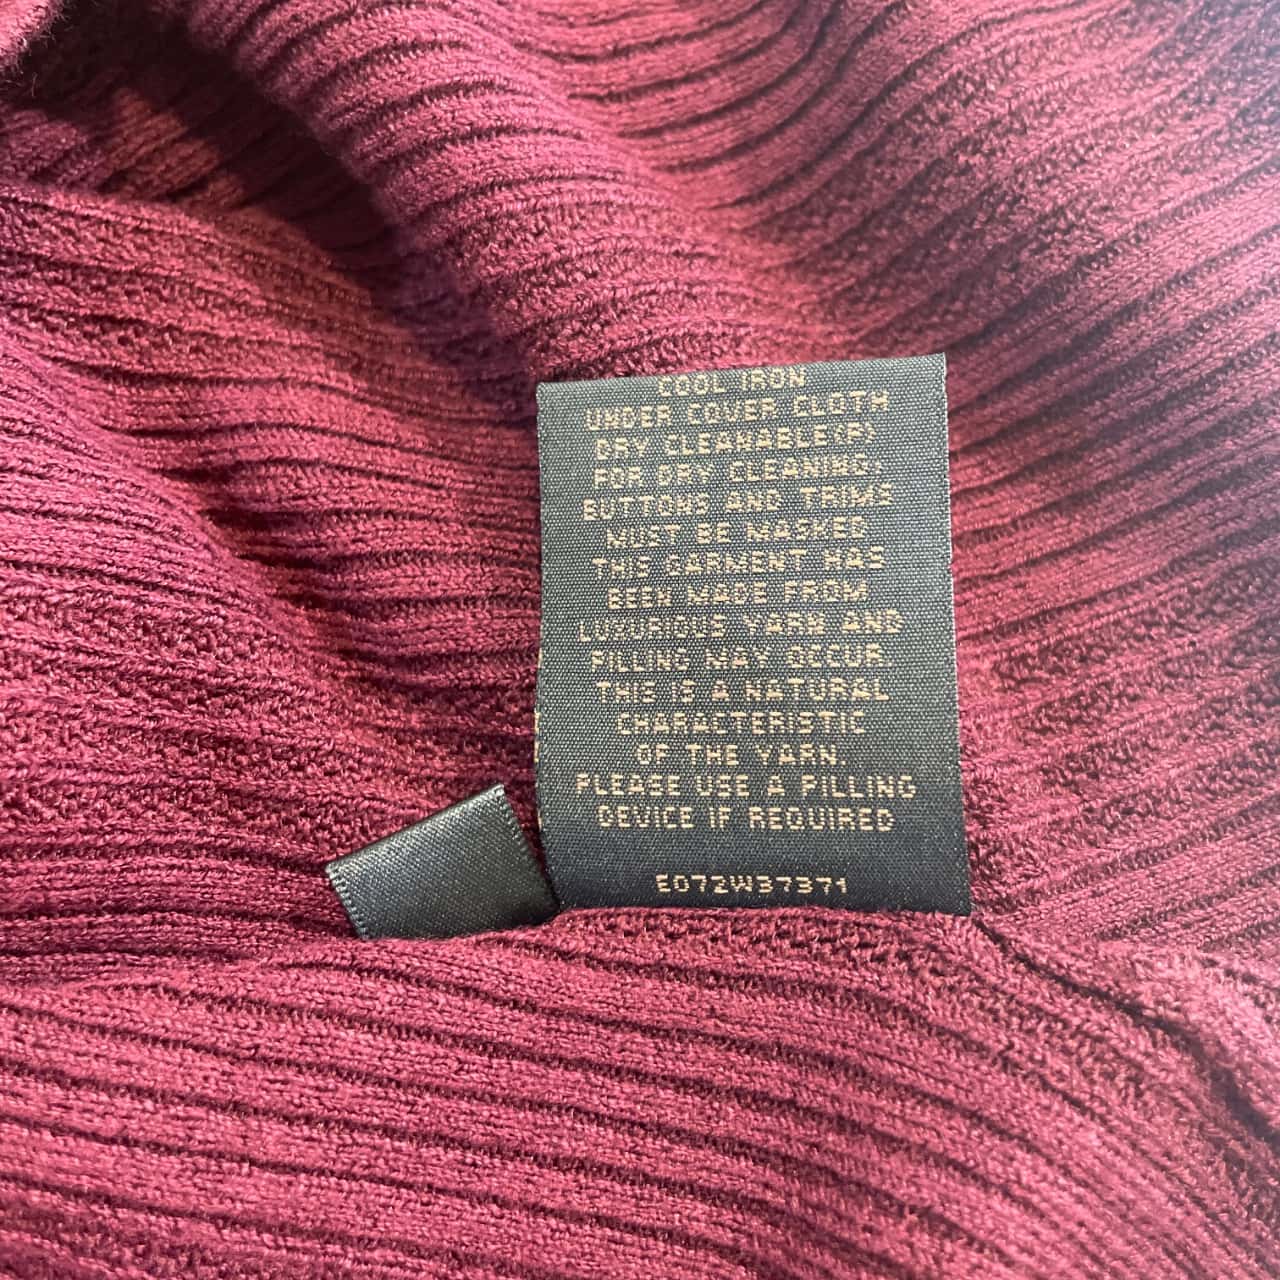 COOL IRON
UNDER COVER CLOTH
DRY CLEANABLE(P)
FOR DRY CLEANING:
BUTTONS AND TRIMS
MUST BE MASKED
THIS GARMENT HAS
BEEN MADE FROM
LUXURIOUS YARN AND
PILLING MAY OCCUR.
THIS IS A NATURAL
CHARACTERISTIC
OF THE YARN.
PLEASE USE A PILLING
DEVICE IF REQUIRED
E072W37371